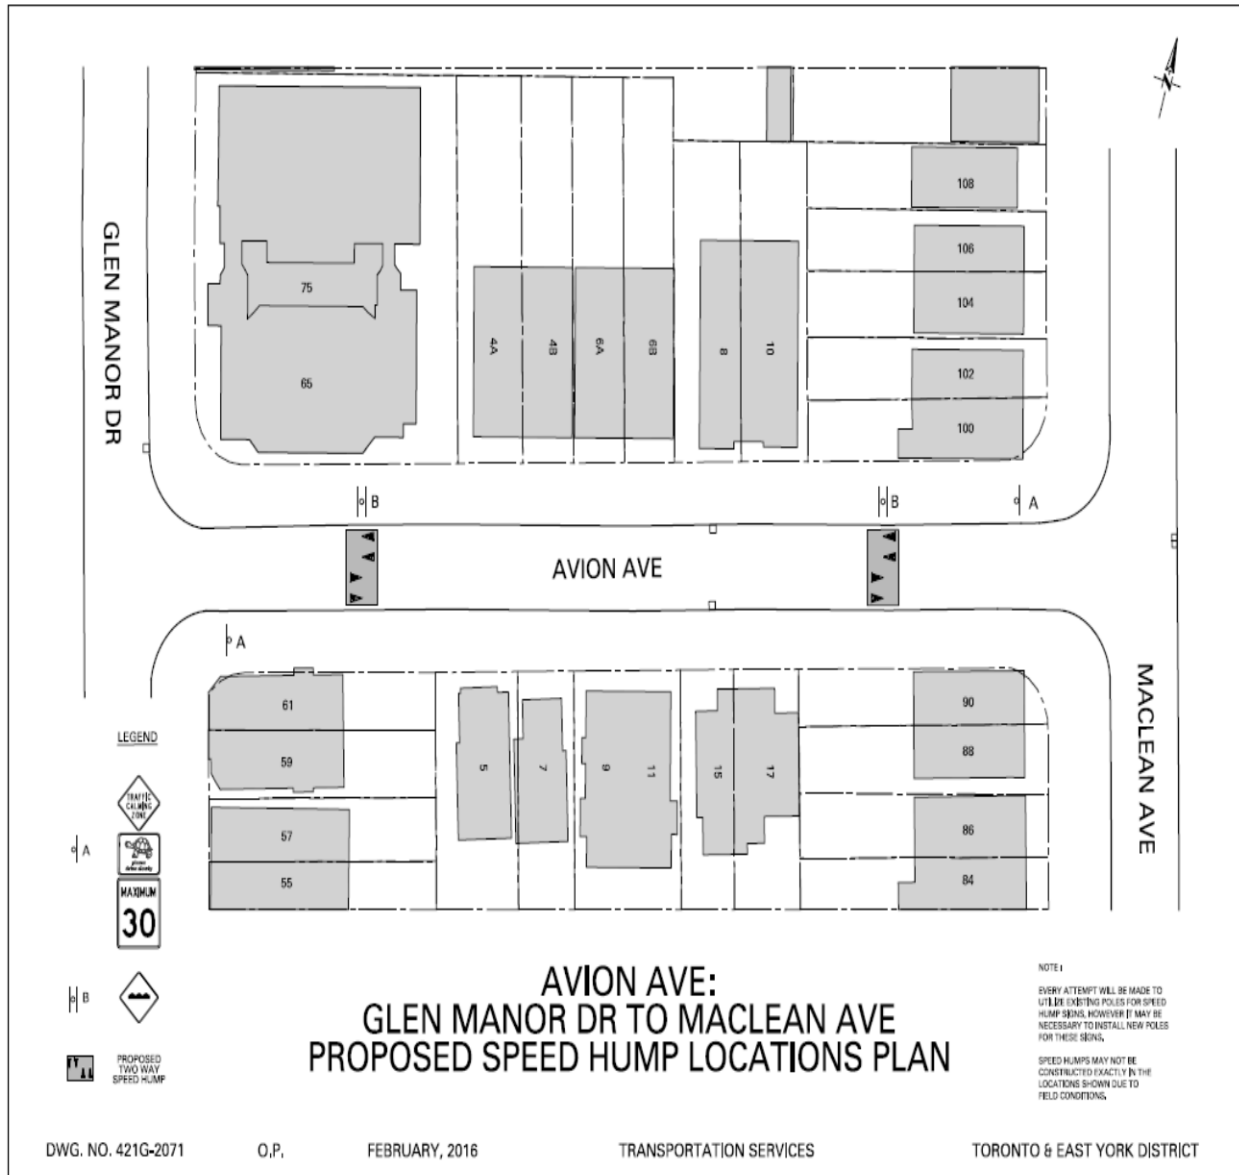 N
GLEN MANOR DR
75
65
4A
4B
6A
6B
8
10
108
106
104
102
100
B
B
A
AVION AVE
A
61
59
57
55
5
7
9
11
15
17
90
88
86
84
MACLEAN AVE
LEGEND
TRAFFIC
CALMING
ZONE
A
please
drive slowly
MAXIMUM
30
B
PROPOSED
TWO WAY
SPEED HUMP
AVION AVE:
GLEN MANOR DR TO MACLEAN AVE
PROPOSED SPEED HUMP LOCATIONS PLAN
NOTE :
EVERY ATTEMPT WILL BE MADE TO
UTILIZE EXISTING POLES FOR SPEED
HUMP SIGNS, HOWEVER IT MAY BE
NECESSARY TO INSTALL NEW POLES
FOR THESE SIGNS.
SPEED HUMPS MAY NOT BE
CONSTRUCTED EXACTLY IN THE
LOCATIONS SHOWN DUE TO
FIELD CONDITIONS.
DWG. NO. 421G-2071
O.P.
FEBRUARY, 2016
TRANSPORTATION SERVICES
TORONTO & EAST YORK DISTRICT